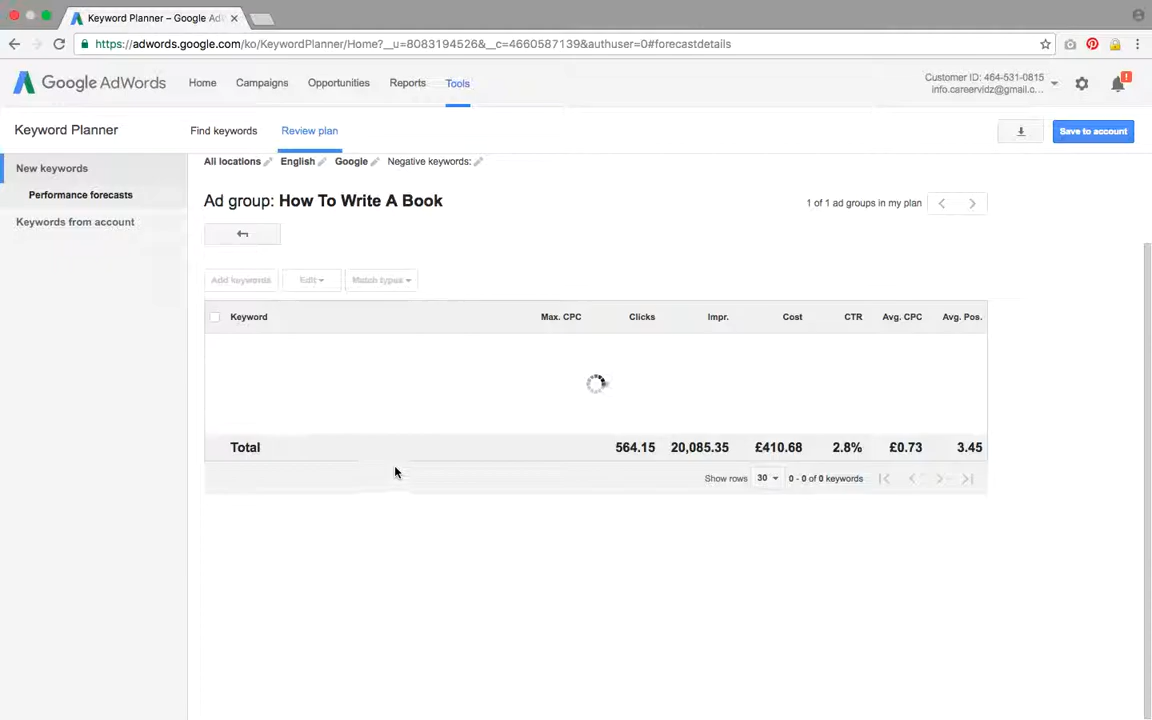 Keyword Planner – Google Ad
https://adwords.google.com/ko/KeywordPlanner/Home?__u=8083194526&__c=4660587139&authuser=0#forecastdetails
Google AdWords Home Campaigns Opportunities Reports Tools
Customer ID: 464-531-0815
info.careervidz@gmail.c...
!
Keyword Planner Find keywords Review plan Save to account
New keywords
Performance forecasts
Keywords from account
All locations English Google Negative keywords:
Ad group: How To Write A Book 1 of 1 ad groups in my plan
Add keywords Edit Match types
Keyword Max. CPC Clicks Impr. Cost CTR Avg. CPC Avg. Pos.
Total 564.15 20,085.35 £410.68 2.8% £0.73 3.45
Show rows 30 0 - 0 of 0 keywords